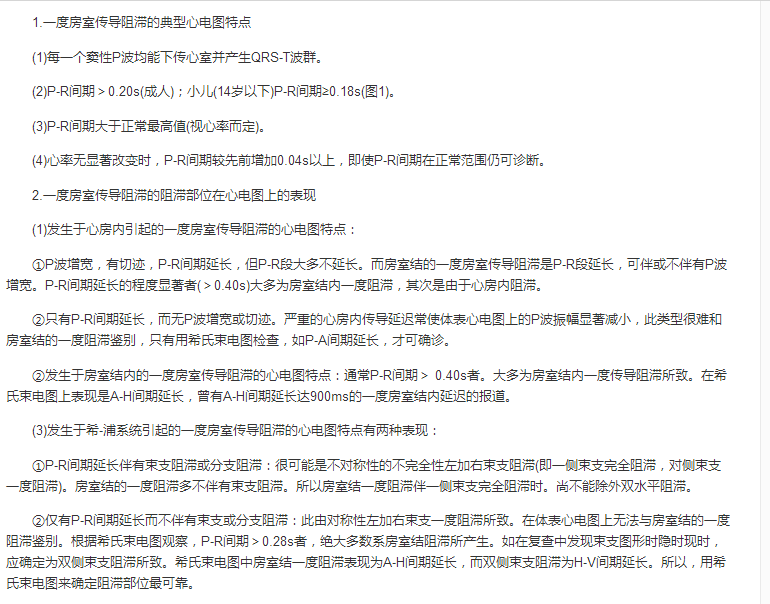 1.一度房室传导阻滞的典型心电图特点
(1)每一个窦性P波均能下传心室并产生QRS-T波群。
(2)P-R间期＞0.20s(成人)；小儿(14岁以下)P-R间期≥0.18s(图1)。
(3)P-R间期大于正常最高值(视心率而定)。
(4)心率无显著改变时，P-R间期较先前增加0.04s以上，即使P-R间期在正常范围仍可诊断。
2.一度房室传导阻滞的阻滞部位在心电图上的表现
(1)发生于心房内引起的一度房室传导阻滞的心电图特点：
①P波增宽，有切迹，P-R间期延长，但P-R段大多不延长。而房室结的一度房室传导阻滞是P-R段延长，可伴或不伴有P波
增宽。P-R间期延长的程度显著者(＞0.40s)大多为房室结内一度阻滞，其次是由于心房内阻滞。
②只有P-R间期延长，而无P波增宽或切迹。严重的心房内传导延迟常使体表心电图上的P波振幅显著减小，此类型很难和
房室结的一度阻滞鉴别，只有用希氏束电图检查，如P-A间期延长，才可确诊。
②发生于房室结内的一度房室传导阻滞的心电图特点：通常P-R间期＞ 0.40s者。大多为房室结内一度传导阻滞所致。在希
氏束电图上表现是A-H间期延长，曾有A-H间期延长达900ms的一度房室结内延迟的报道。
(3)发生于希-浦系统引起的一度房室传导阻滞的心电图特点有两种表现：
①P-R间期延长伴有束支阻滞或分支阻滞：很可能是不对称性的不完全性左加右束支阻滞(即一侧束支完全阻滞，对侧束支
一度阻滞)。房室结的一度阻滞多不伴有束支阻滞。所以房室结一度阻滞伴一侧束支完全阻滞时。尚不能除外双水平阻滞。
②仅有P-R间期延长而不伴有束支或分支阻滞：此由对称性左加右束支一度阻滞所致。在体表心电图上无法与房室结的一度
阻滞鉴别。根据希氏束电图观察，P-R间期＞0.28s者，绝大多数系房室结阻滞所产生。如在复查中发现束支图形时隐时现时，
应确定为双侧束支阻滞所致。希氏束电图中房室结一度阻滞表现为A-H间期延长，而双侧束支阻滞为H-V间期延长。所以，用希
氏束电图来确定阻滞部位最可靠。